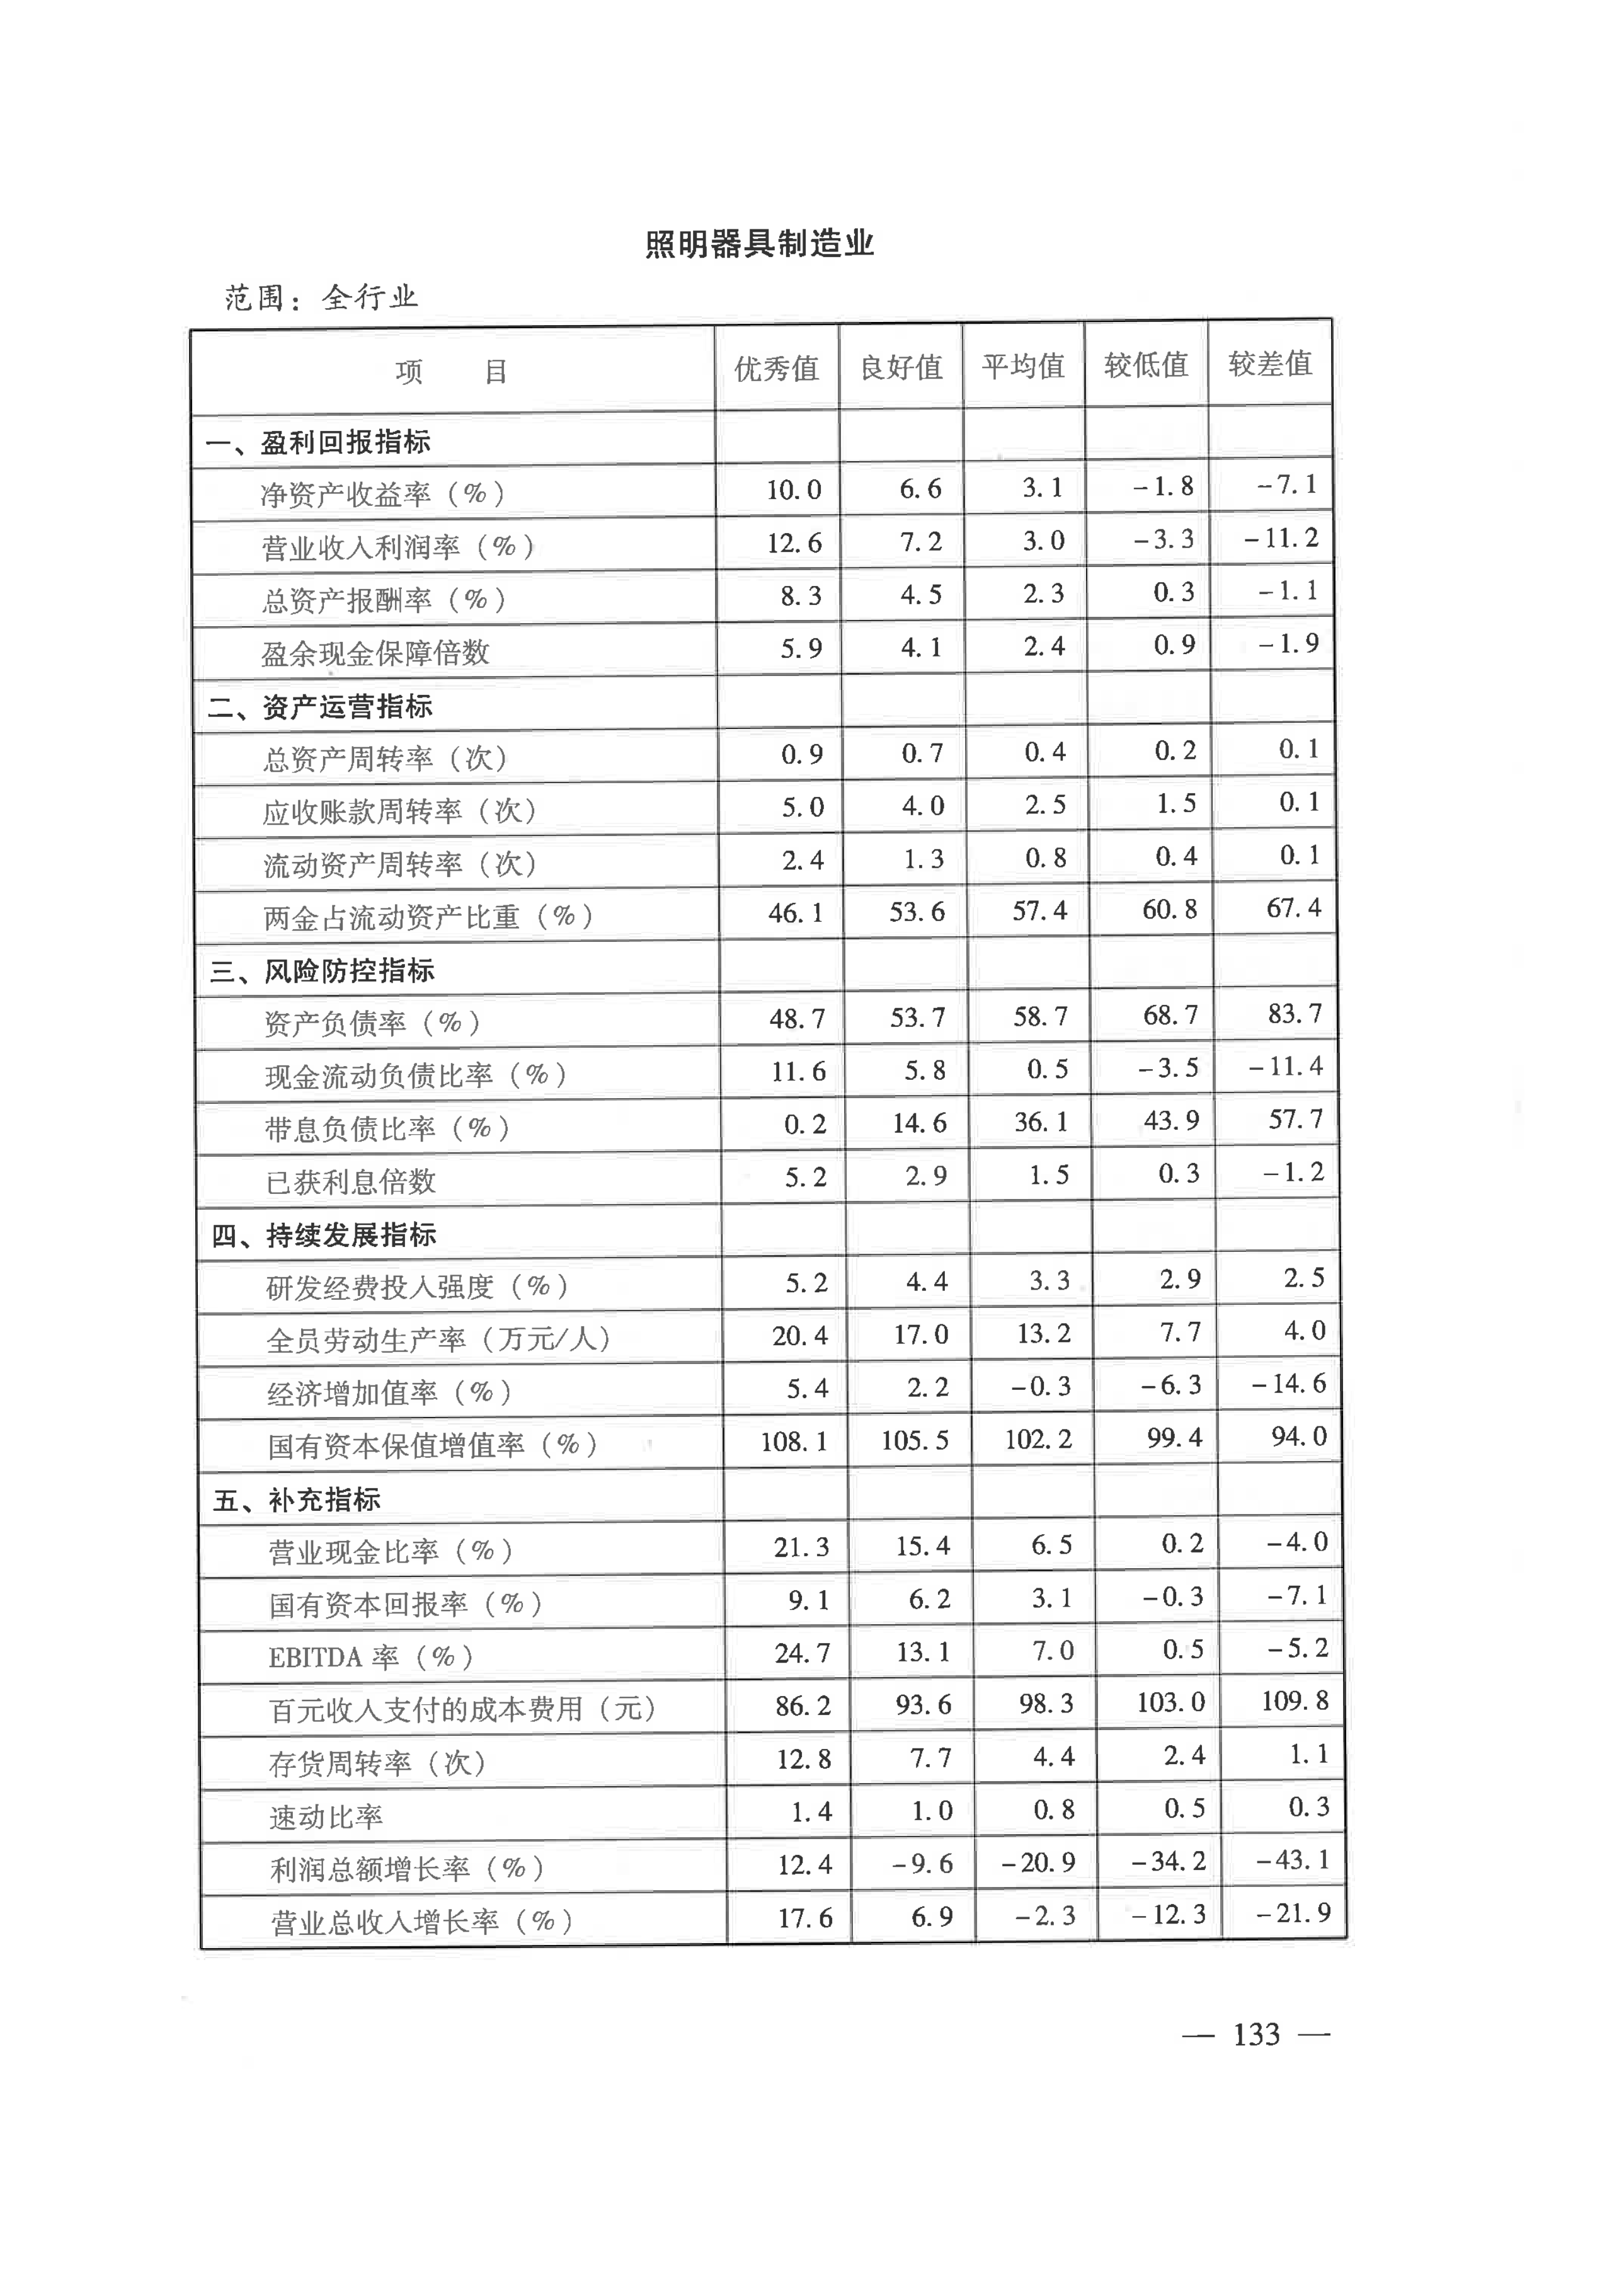 照明器具制造业
范围：全行业
项 目 优秀值 良好值 平均值 较低值 较差值
一、盈利回报指标
净资产收益率（%） 10.0 6.6 3.1 -1.8 -7.1
营业收入利润率（%） 12.6 7.2 3.0 -3.3 -11.2
总资产报酬率（%） 8.3 4.5 2.3 0.3 -1.1
盈余现金保障倍数 5.9 4.1 2.4 0.9 -1.9
二、资产运营指标
总资产周转率（次） 0.9 0.7 0.4 0.2 0.1
应收账款周转率（次） 5.0 4.0 2.5 1.5 0.1
流动资产周转率（次） 2.4 1.3 0.8 0.4 0.1
两金占流动资产比重（%） 46.1 53.6 57.4 60.8 67.4
三、风险防控指标
资产负债率（%） 48.7 53.7 58.7 68.7 83.7
现金流动负债比率（%） 11.6 5.8 0.5 -3.5 -11.4
带息负债比率（%） 0.2 14.6 36.1 43.9 57.7
已获利息倍数 5.2 2.9 1.5 0.3 -1.2
四、持续发展指标
研发经费投入强度（%） 5.2 4.4 3.3 2.9 2.5
全员劳动生产率（万元/人） 20.4 17.0 13.2 7.7 4.0
经济增加值率（%） 5.4 2.2 -0.3 -6.3 -14.6
国有资本保值增值率（%） 108.1 105.5 102.2 99.4 94.0
五、补充指标
营业现金比率（%） 21.3 15.4 6.5 0.2 -4.0
国有资本回报率（%） 9.1 6.2 3.1 -0.3 -7.1
EBITDA 率（%） 24.7 13.1 7.0 0.5 -5.2
百元收入支付的成本费用（元） 86.2 93.6 98.3 103.0 109.8
存货周转率（次） 12.8 7.7 4.4 2.4 1.1
速动比率 1.4 1.0 0.8 0.5 0.3
利润总额增长率（%） 12.4 -9.6 -20.9 -34.2 -43.1
营业总收入增长率（%） 17.6 6.9 -2.3 -12.3 -21.9
— 133 —